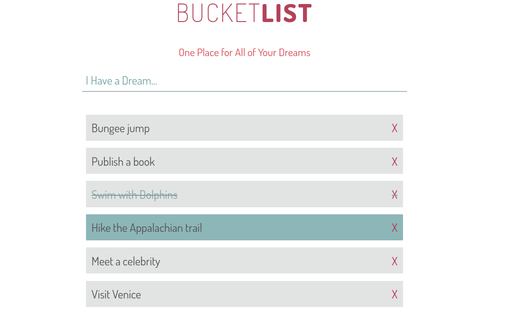 BUCKETLIST
One Place for All of Your Dreams
I Have a Dream...
Bungee jump X
Publish a book X
Swim with Dolphins X
Hike the Appalachian trail X
Meet a celebrity X
Visit Venice X